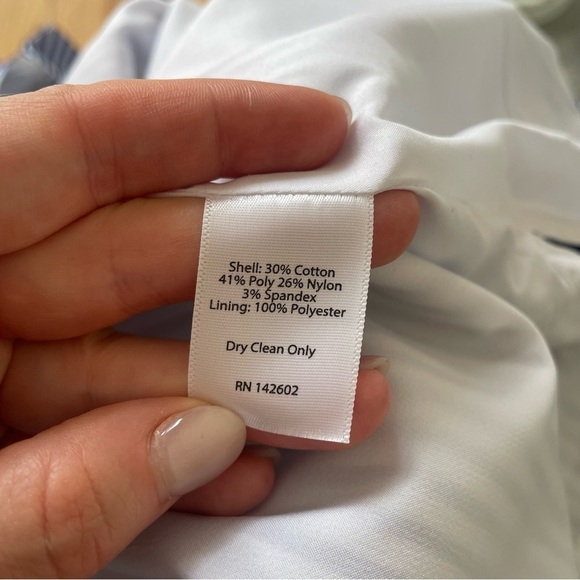 Shell: 30% Cotton
41% Poly 26% Nylon
3% Spandex
Lining: 100% Polyester
Dry Clean Only
RN 142602